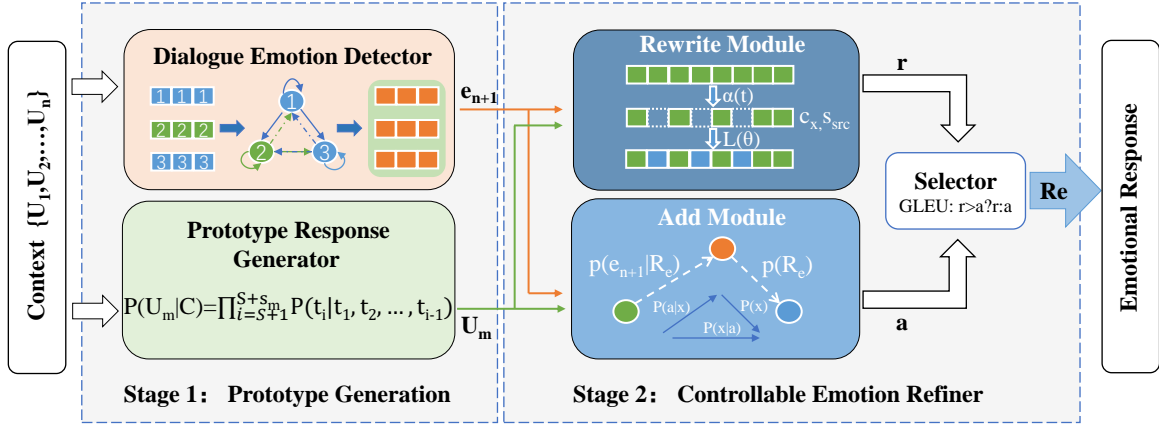 Context {U₁,U₂,...,Uₙ}
Dialogue Emotion Detector
1 1 1
2 2 2
3 3 3
1
2
3
eₙ₊₁
Prototype Response
Generator
P(Uₘ|C)=∏_{i=S+1}^{S+sₘ} P(tᵢ|t₁, t₂, … , tᵢ₋₁)
Uₘ
Stage 1： Prototype Generation
Rewrite Module
α(t)
cₓ,s_src
L(θ)
Add Module
p(eₙ₊₁|Rₑ)
p(Rₑ)
P(a|x)
P(x)
P(x|a)
Stage 2： Controllable Emotion Refiner
r
Selector
GLEU: r>a?r:a
a
Re
Emotional Response